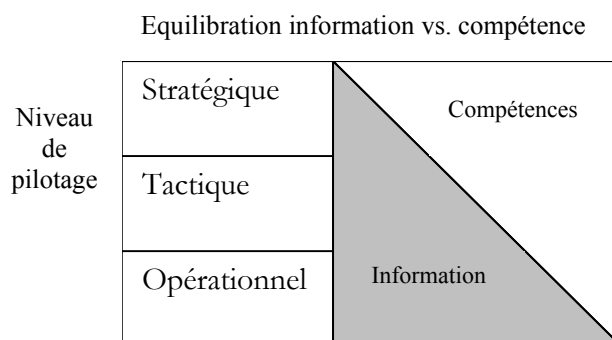 Equilibration information vs. compétence
Stratégique
Compétences
Niveau
de
pilotage
Tactique
Opérationnel
Information